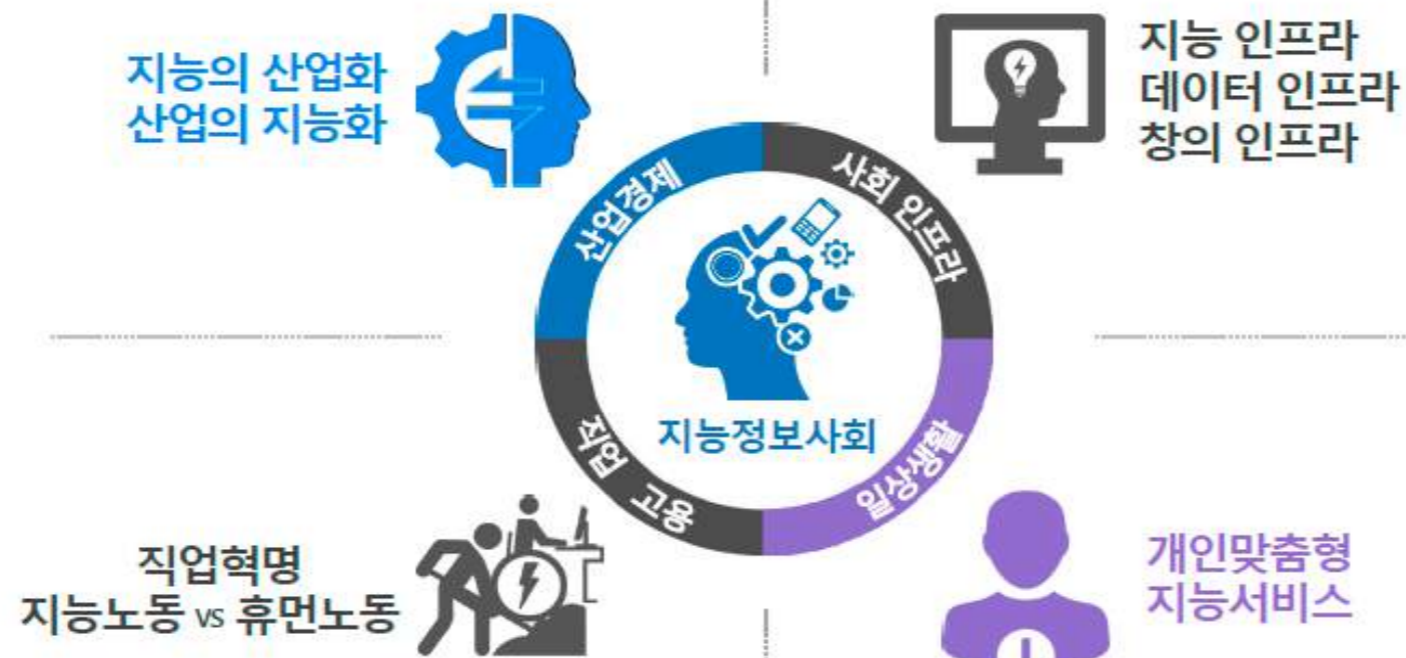 지능의 산업화
산업의 지능화
지능 인프라
데이터 인프라
창의 인프라
산업경제
사회 인프라
지능정보사회
직업 고용
일상생활
직업혁명
지능노동 vs 휴먼노동
개인맞춤형
지능서비스